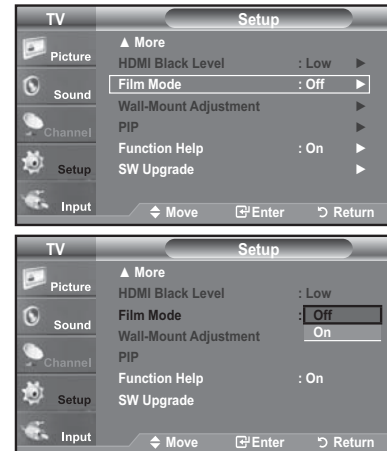 TV Setup
▲ More
Picture
HDMI Black Level : Low ►
Film Mode : Off ►
Sound
Wall-Mount Adjustment ►
Channel
PIP ►
Function Help : On ►
Setup
SW Upgrade ►
Input
Move Enter Return
TV Setup
▲ More
Picture
HDMI Black Level : Low
Film Mode : Off
Sound
On
Wall-Mount Adjustment
Channel
PIP
Function Help : On
Setup
SW Upgrade
Input
Move Enter Return